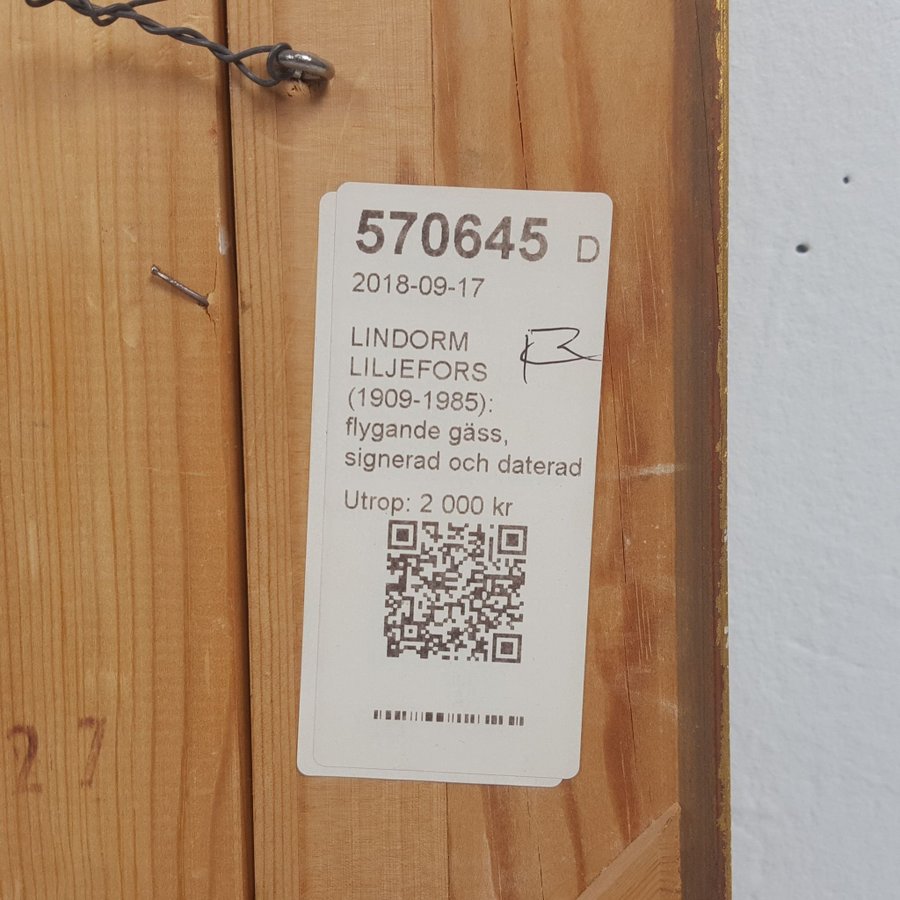 570645 D
2018-09-17
LINDORM
LILJEFORS
(1909-1985):
flygande gäss,
signerad och daterad
Utrop: 2 000 kr
27